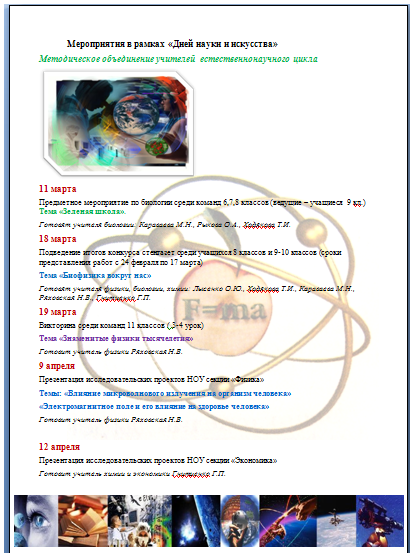 Мероприятия в рамках «Дней науки и искусства»
Методическое объединение учителей естественнонаучного цикла
11 марта
Предметное мероприятие по биологии среди команд 6,7,8 классов (ведущие – учащиеся 9 кл.)
Тема «Зеленая школа».
Готовят учителя биологии: Караваева М.Н., Рыкова О.А., Т.И.
18 марта
Подведение итогов конкурса стенгазет среди учащихся 8 классов и 9-10 классов (сроки
представления работ с 24 февраля по 17 марта)
Тема «Биофизика вокруг нас»
Готовят учителя физики, биологии, химии: Лысенко О.Ю., Т.И., Караваева М.Н.,
Ряховская Н.В., Г.П.
19 марта
Викторина среди команд 11 классов (,3-4 урок)
Тема «Знаменитые физики тысячелетия»
Готовит учитель физики Ряховская Н.В.
9 апреля
Презентация исследовательских проектов НОУ секции «Физика»
Темы: «Влияние микроволнового излучения на организм человека»
«Электромагнитное поле и его влияние на здоровье человека»
Готовит учитель физики Ряховская Н.В.
12 апреля
Презентация исследовательских проектов НОУ секции «Экономика»
Готовит учитель химии и экономики Г.П.
F=ma